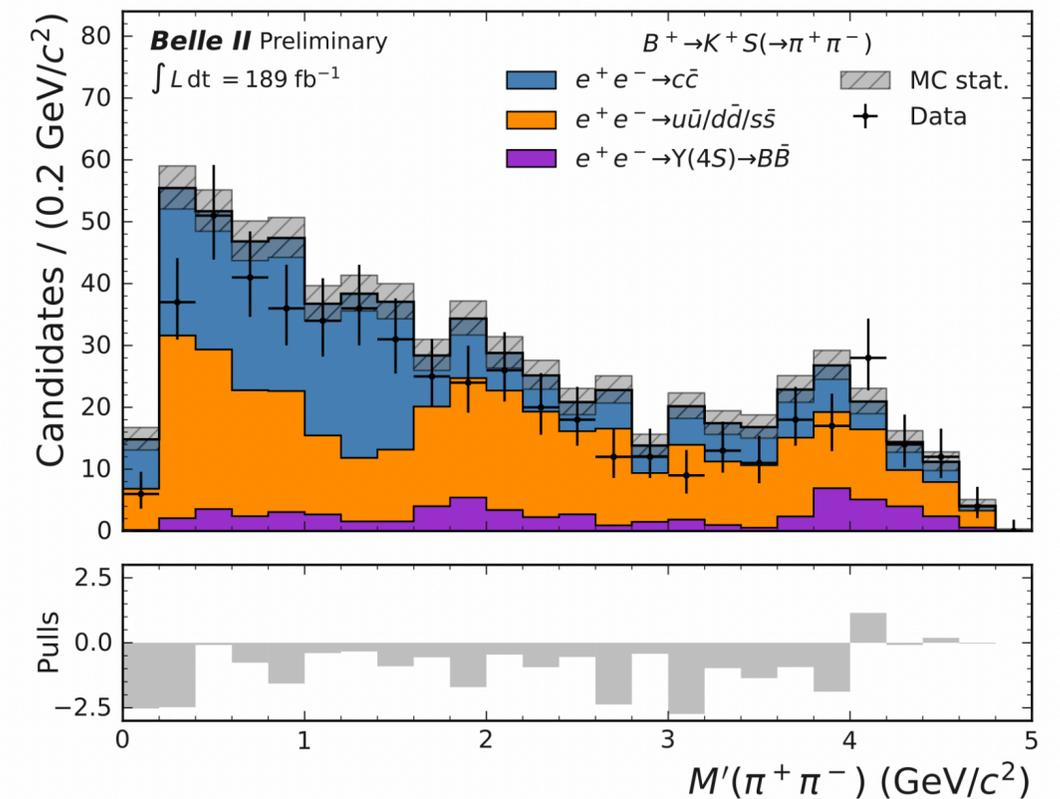 Candidates / (0.2 GeV/c²)
80
70
60
50
40
30
20
10
0
Belle II Preliminary
∫ L dt = 189 fb⁻¹
B⁺→K⁺S(→π⁺π⁻)
e⁺e⁻→cc̄
e⁺e⁻→uū/dd̄/ss̄
e⁺e⁻→Υ(4S)→BB̄
MC stat.
Data
Pulls
2.5
0.0
−2.5
0 1 2 3 4 5
M′(π⁺π⁻) (GeV/c²)